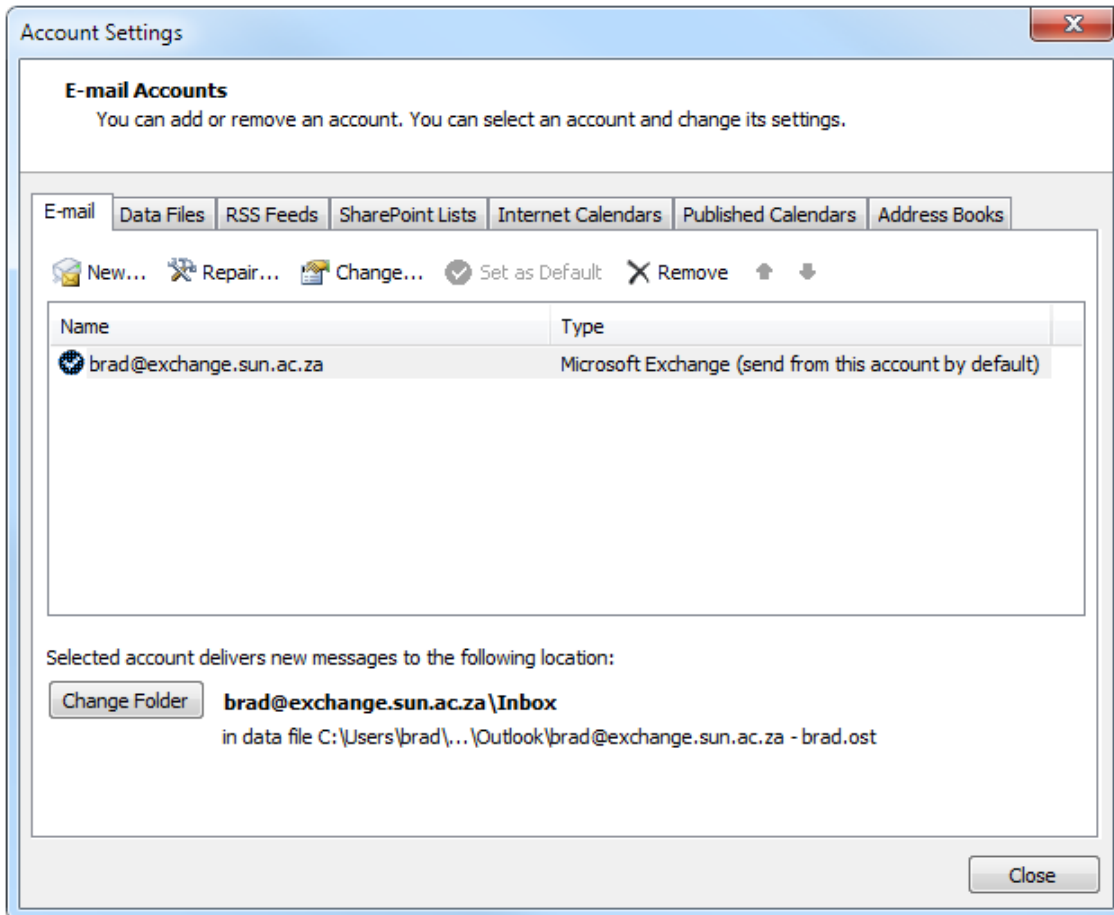 Account Settings
E-mail Accounts
You can add or remove an account. You can select an account and change its settings.
E-mail Data Files RSS Feeds SharePoint Lists Internet Calendars Published Calendars Address Books
New... Repair... Change... Set as Default Remove
Name Type
brad@exchange.sun.ac.za Microsoft Exchange (send from this account by default)
Selected account delivers new messages to the following location:
Change Folder brad@exchange.sun.ac.za\Inbox
in data file C:\Users\brad\...\Outlook\brad@exchange.sun.ac.za - brad.ost
Close